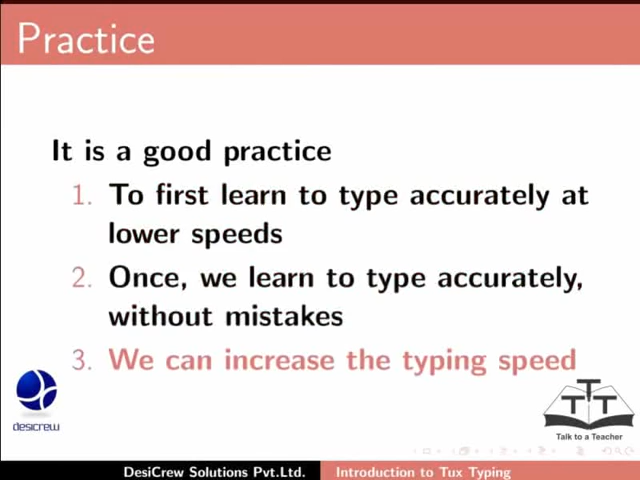 Practice
It is a good practice
1. To first learn to type accurately at
lower speeds
2. Once, we learn to type accurately,
without mistakes
3. We can increase the typing speed
desicrew
T T T
Talk to a Teacher
DesiCrew Solutions Pvt.Ltd. Introduction to Tux Typing